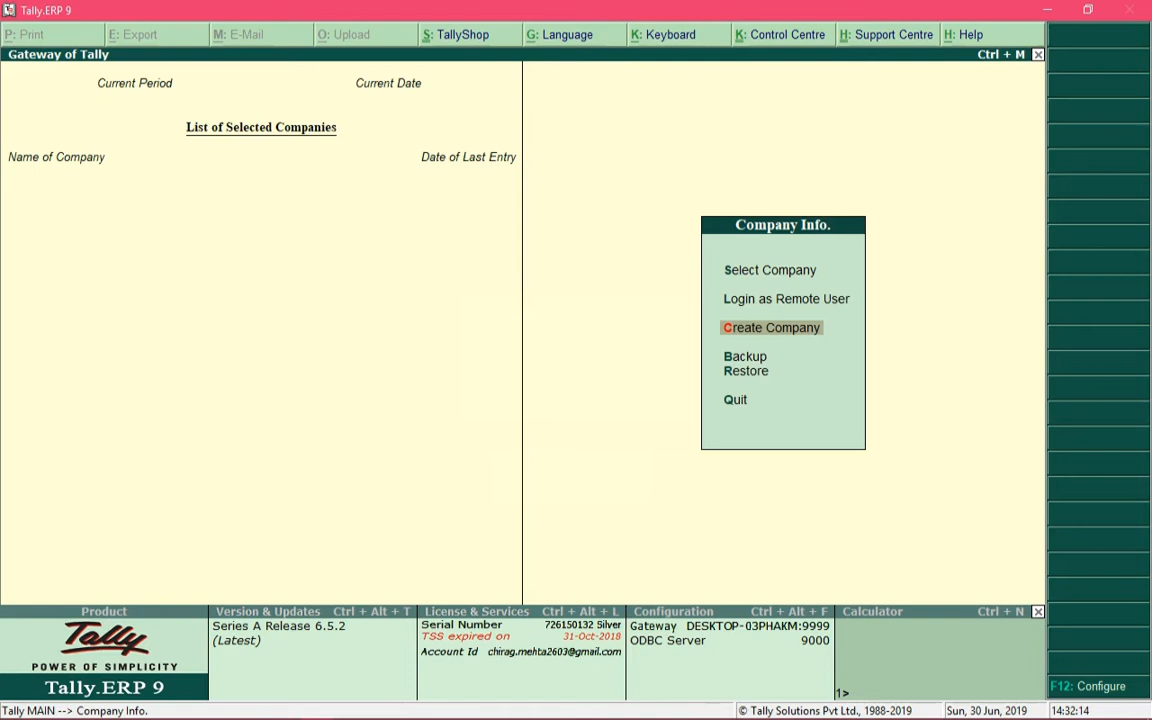 Tally.ERP 9
P: Print
E: Export
M: E-Mail
O: Upload
S: TallyShop
G: Language
K: Keyboard
K: Control Centre
H: Support Centre
H: Help
Gateway of Tally
Ctrl + M
Current Period
Current Date
List of Selected Companies
Name of Company
Date of Last Entry
Company Info.
Select Company
Login as Remote User
Create Company
Backup
Restore
Quit
Product
Tally
POWER OF SIMPLICITY
Tally.ERP 9
Version & Updates Ctrl + Alt + T
Series A Release 6.5.2
(Latest)
License & Services Ctrl + Alt + L
Serial Number 726150132 Silver
TSS expired on 31-Oct-2018
Account Id chirag.mehta2603@gmail.com
Configuration Ctrl + Alt + F
Gateway DESKTOP-03PHAKM:9999
ODBC Server 9000
Calculator Ctrl + N
1>
F12: Configure
Tally MAIN --> Company Info.
© Tally Solutions Pvt Ltd., 1988-2019
Sun, 30 Jun, 2019
14:32:14